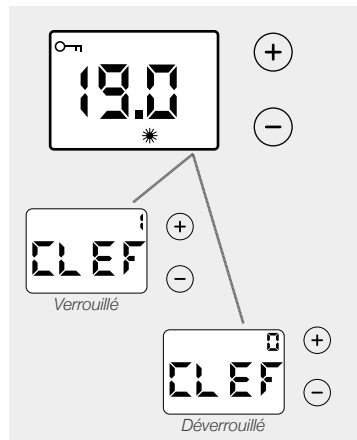 19.0
+
−
1
CLEF
+
−
Verrouillé
0
CLEF
+
−
Déverrouillé